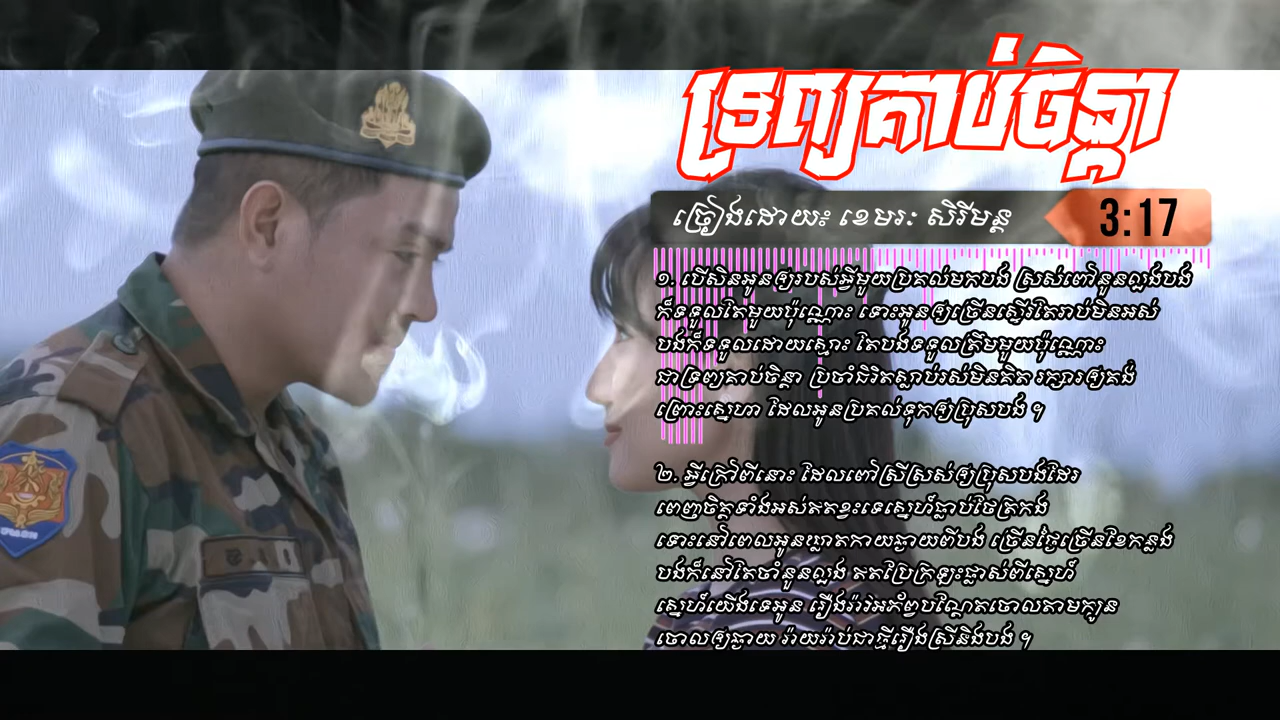 ទ្រព្យគាប់ចិន្តា
ច្រៀងដោយ៖ ខេមរៈ សិរីមន្ត
3:17
១. បើសិនអូនឲ្យរបស់អ្វីមួយប្រគល់មកបង ស្រស់ពៅនួនល្អងបង
ក៏ទទួលតែមួយប៉ុណ្ណោះ ទោះអូនឲ្យច្រើនស្ទើរតែរាប់មិនអស់
បងក៏ទទួលដោយស្មោះ តែបងទទួលត្រឹមមួយប៉ុណ្ណោះ
ជាទ្រព្យគាប់ចិន្តា ប្រចាំជិវិតស្លាប់រស់មិនគិត រក្សារឲ្យគង់
ព្រោះស្នេហា ដែលអូនប្រគល់ទុកឲ្យប្រុសបង ។
២. អ្វីក្រៅពីនោះ ដែលពៅស្រីស្រស់ឲ្យប្រុសបងដែរ
ពេញចិត្តទាំងអស់ឥតខ្វះទេស្នេហ៍ធ្លាប់ថែត្រកង
ទោះនៅពេលអូនឃ្លាតកាយឆ្ងាយពីបង ច្រើនថ្ងៃច្រើនខែកន្លង
បងក៏នៅតែចាំនួនល្អង ឥតប្រែក្រឡះផ្លាស់ពីស្នេហ៍
ស្នេហ៍យើងទេអូន រឿងរ៉ាវអភ័ព្វបណ្តែតចោលតាមក្បូន
ចោលឲ្យឆ្ងាយ រ៉ាយរ៉ាប់ជាថ្មីរឿងស្រីនិងបង ។